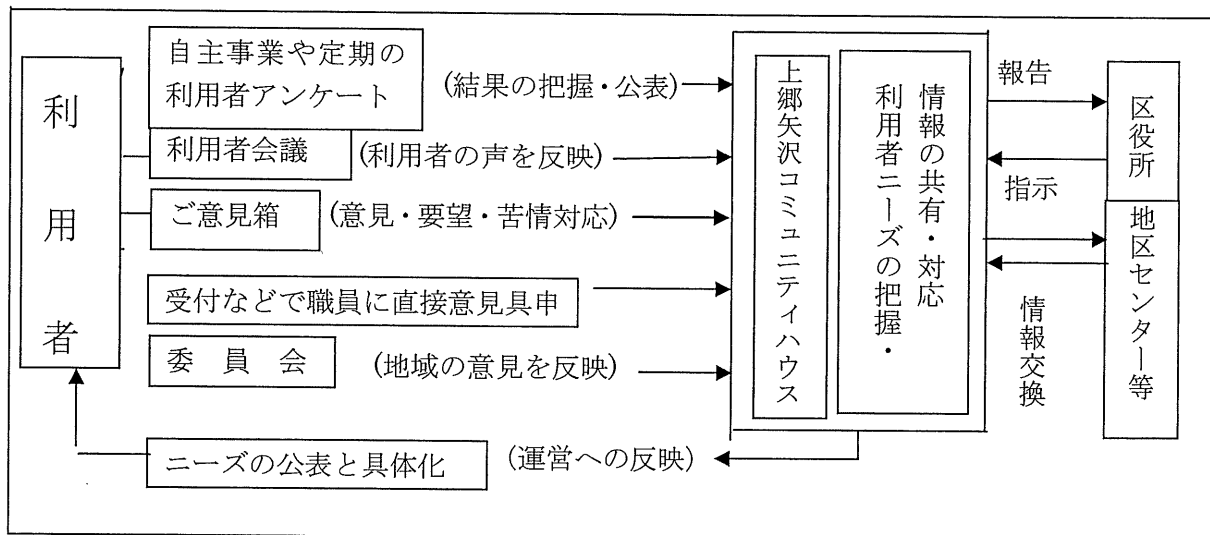 利用者
自主事業や定期の
利用者アンケート
(結果の把握・公表)
利用者会議
(利用者の声を反映)
ご意見箱
(意見・要望・苦情対応)
受付などで職員に直接意見具申
委員会
(地域の意見を反映)
ニーズの公表と具体化
(運営への反映)
上郷矢沢コミュニティハウス
情報の共有・対応
利用者ニーズの把握・
報告
指示
情報交換
区役所
地区センター等